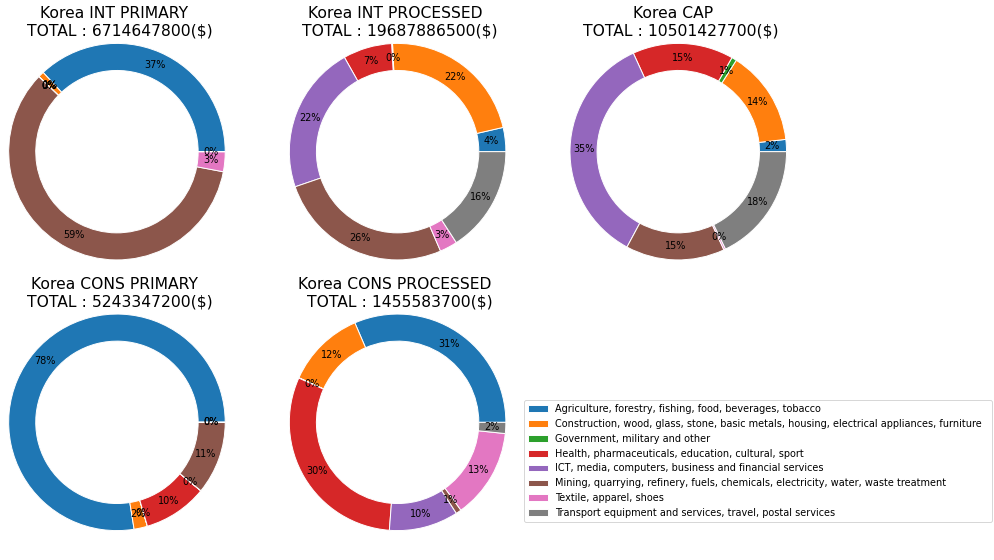 Korea INT PRIMARY
TOTAL : 6714647800($)
37%
0%
0%
59%
3%
0%
Korea INT PROCESSED
TOTAL : 19687886500($)
4%
22%
0%
7%
22%
26%
3%
16%
Korea CAP
TOTAL : 10501427700($)
2%
14%
1%
15%
35%
15%
0%
18%
Korea CONS PRIMARY
TOTAL : 5243347200($)
78%
2%
0%
10%
0%
11%
0%
Korea CONS PROCESSED
TOTAL : 1455583700($)
31%
12%
0%
30%
10%
1%
13%
2%
Agriculture, forestry, fishing, food, beverages, tobacco
Construction, wood, glass, stone, basic metals, housing, electrical appliances, furniture
Government, military and other
Health, pharmaceuticals, education, cultural, sport
ICT, media, computers, business and financial services
Mining, quarrying, refinery, fuels, chemicals, electricity, water, waste treatment
Textile, apparel, shoes
Transport equipment and services, travel, postal services